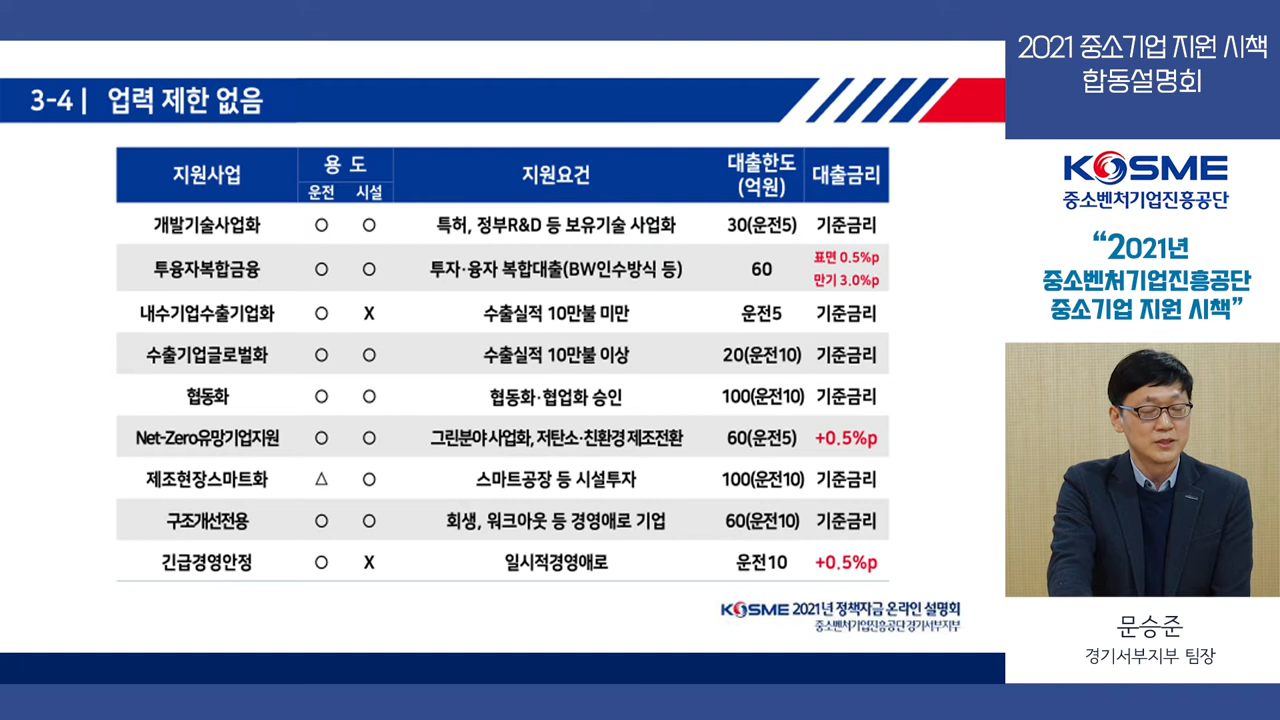 2021 중소기업 지원 시책
합동설명회
3-4 | 업력 제한 없음
지원사업 용 도 운전 시설 지원요건 대출한도 (억원) 대출금리
개발기술사업화 ○ ○ 특허, 정부R&D 등 보유기술 사업화 30(운전5) 기준금리
투융자복합금융 ○ ○ 투자·융자 복합대출(BW인수방식 등) 60 표면 0.5%p 만기 3.0%p
내수기업수출기업화 ○ X 수출실적 10만불 미만 운전5 기준금리
수출기업글로벌화 ○ ○ 수출실적 10만불 이상 20(운전10) 기준금리
협동화 ○ ○ 협동화·협업화 승인 100(운전10) 기준금리
Net-Zero유망기업지원 ○ ○ 그린분야 사업화, 저탄소·친환경 제조전환 60(운전5) +0.5%p
제조현장스마트화 △ ○ 스마트공장 등 시설투자 100(운전10) 기준금리
구조개선전용 ○ ○ 회생, 워크아웃 등 경영애로 기업 60(운전10) 기준금리
긴급경영안정 ○ X 일시적경영애로 운전10 +0.5%p
KOSME 2021년 정책자금 온라인 설명회
중소벤처기업진흥공단 경기서부지부
KOSME
중소벤처기업진흥공단
“2021년
중소벤처기업진흥공단
중소기업 지원 시책”
문승준
경기서부지부 팀장